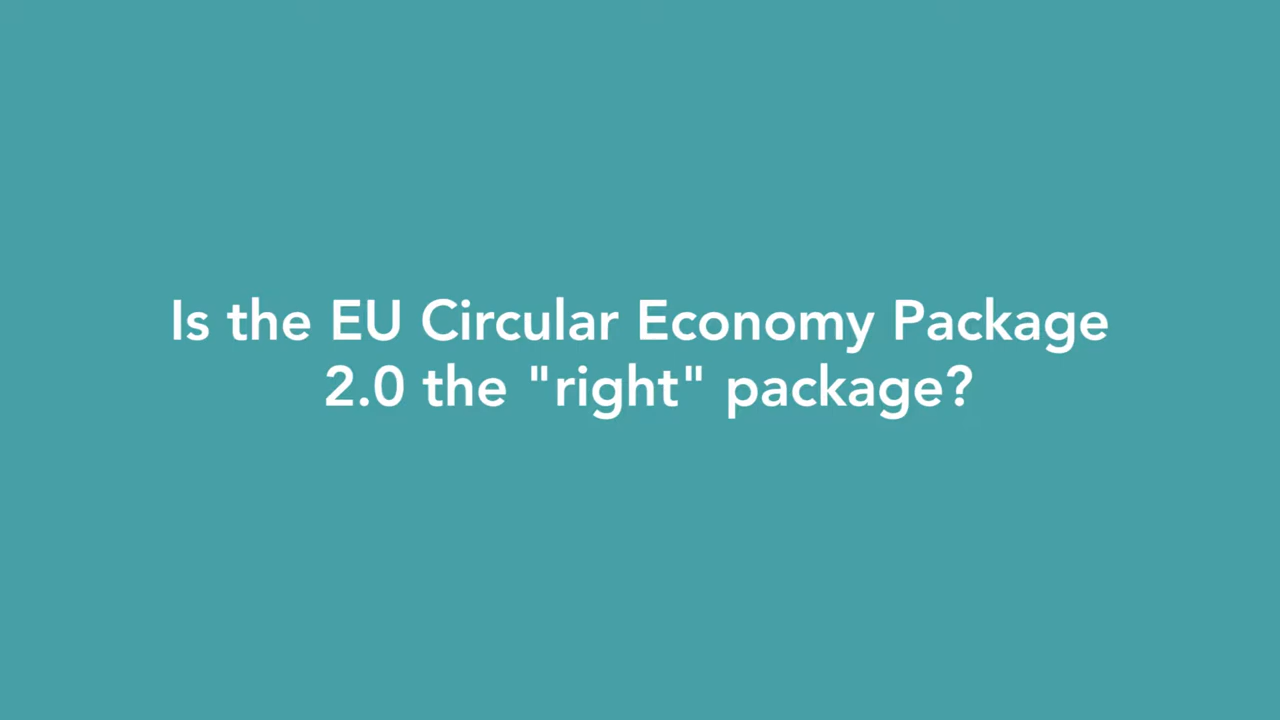 Is the EU Circular Economy Package
2.0 the "right" package?